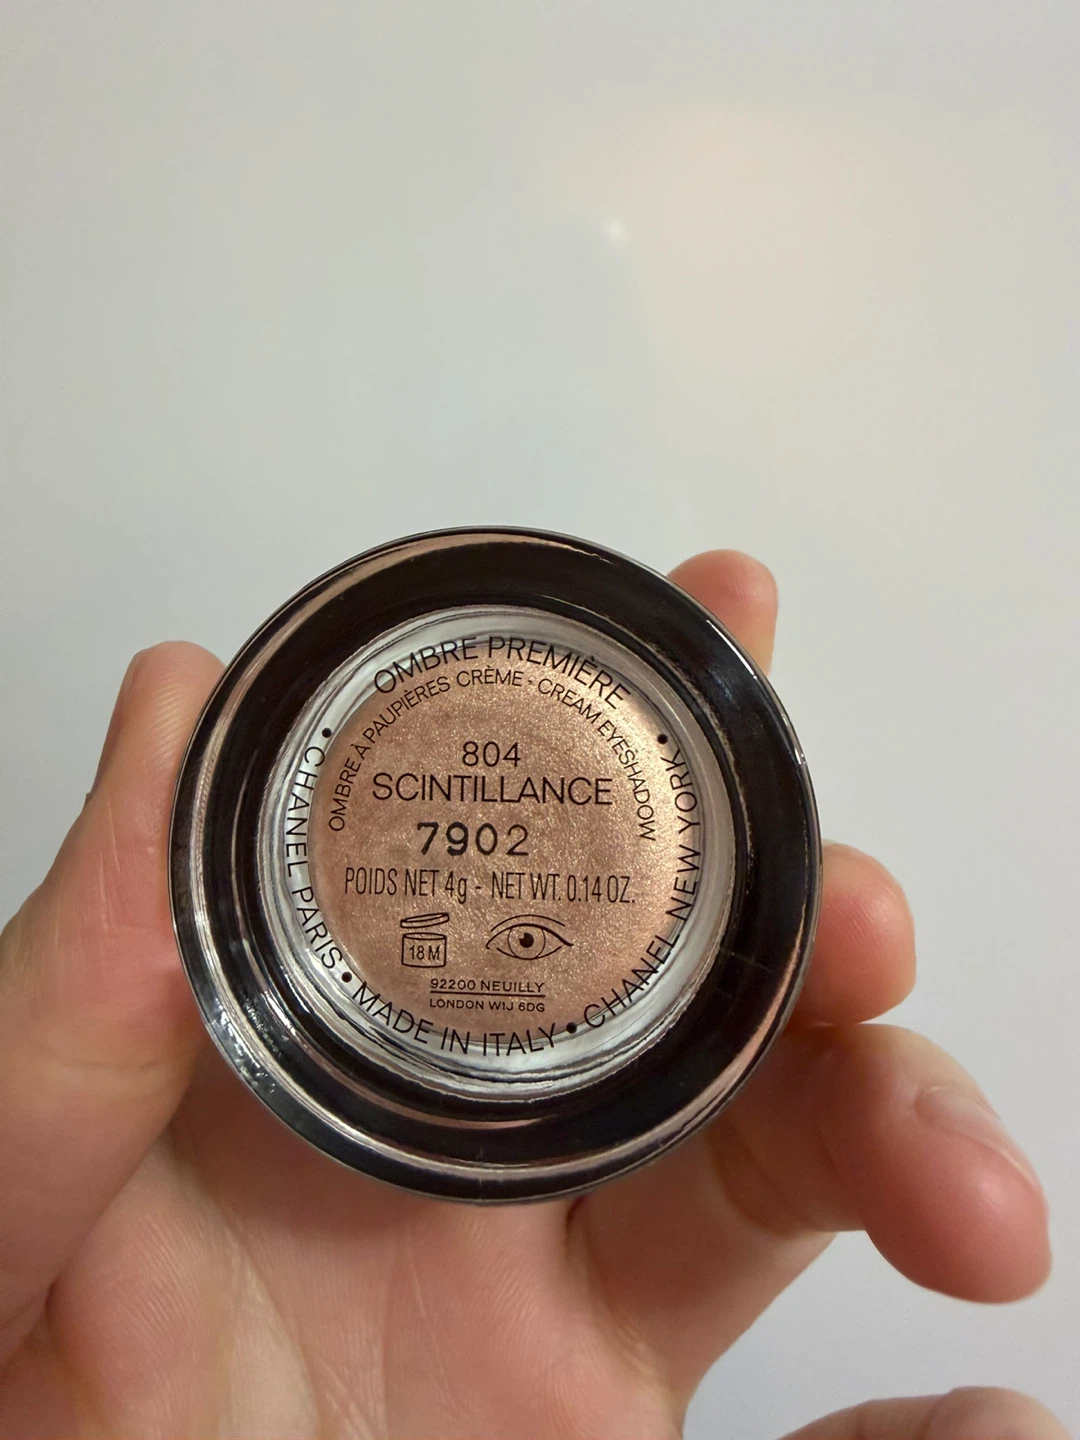 OMBRE PREMIÈRE
OMBRE À PAUPIÈRES CRÈME - CREAM EYESHADOW
804
SCINTILLANCE
7902
POIDS NET 4g - NET WT. 0.14 OZ.
18M
92200 NEUILLY
LONDON W1J 6DG
• CHANEL PARIS • MADE IN ITALY • CHANEL NEW YORK •